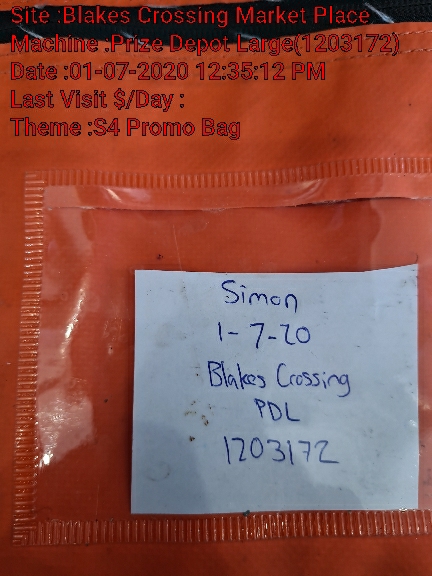 Site :Blakes Crossing Market Place
Machine :Prize Depot Large(1203172)
Date :01-07-2020 12:35:12 PM
Last Visit $/Day :
Theme :S4 Promo Bag
Simon
1-7-20
Blakes Crossing
PDL
1203172